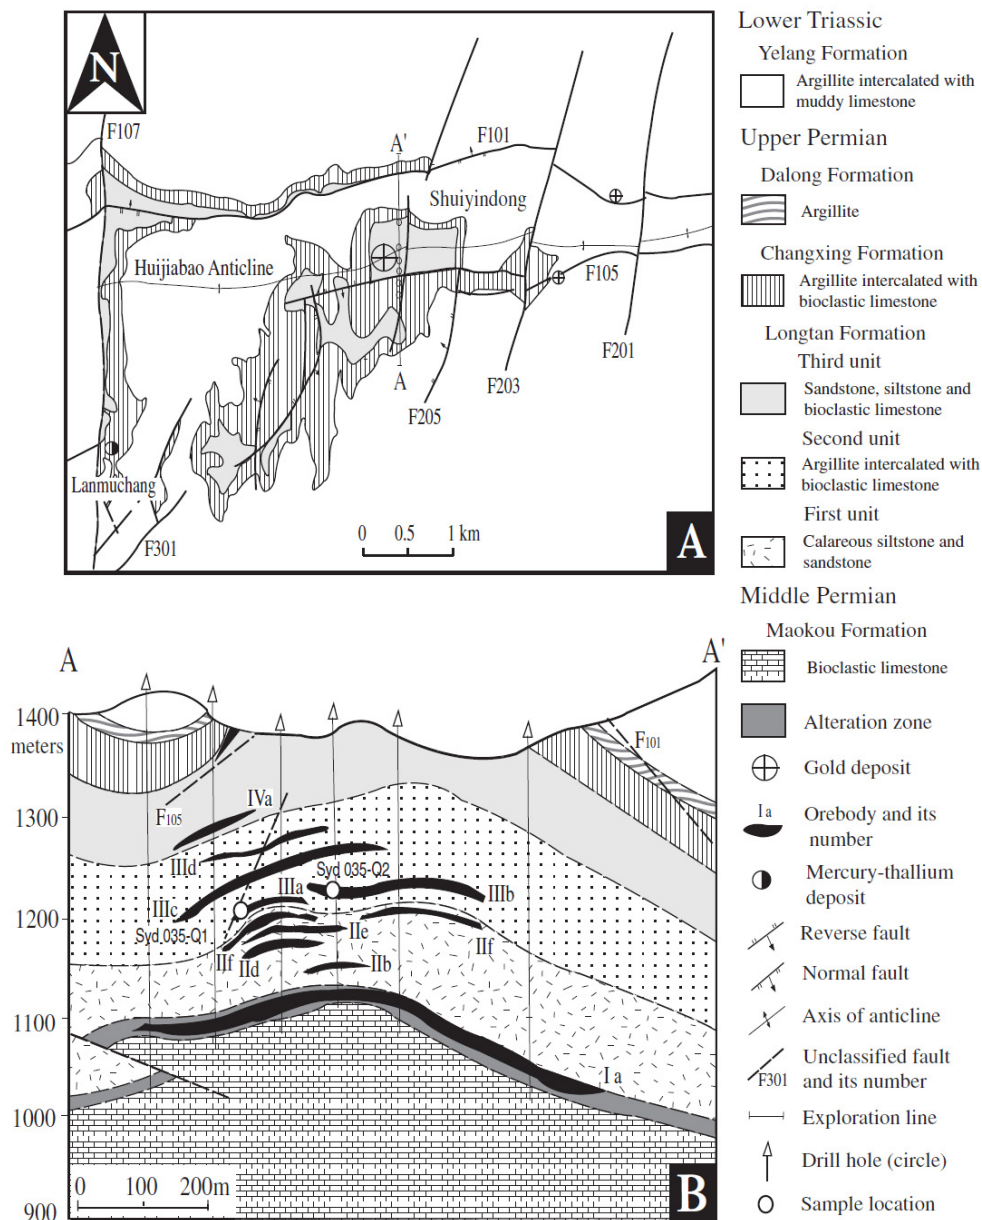 N
F107
A'
F101
Shuiyindong
Huijiabao Anticline
F105
F201
A
F203
F205
Lanmuchang
F301
0 0.5 1 km
A
Lower Triassic
Yelang Formation
Argillite intercalated with
muddy limestone
Upper Permian
Dalong Formation
Argillite
Changxing Formation
Argillite intercalated with
bioclastic limestone
Longtan Formation
Third unit
Sandstone, siltstone and
bioclastic limestone
Second unit
Argillite intercalated with
bioclastic limestone
First unit
Calareous siltstone and
sandstone
Middle Permian
Maokou Formation
Bioclastic limestone
Alteration zone
Gold deposit
Ia
Orebody and its
number
Mercury-thallium
deposit
Reverse fault
Normal fault
Axis of anticline
Unclassified fault
F301
and its number
Exploration line
Drill hole (circle)
Sample location
A
A'
1400
meters
F101
1300
F105
IVa
IIId
Syd 035-Q2
IIIa
IIIb
IIIc
1200
Syd 035-Q1
IIf
IIe
IIf
IId
IIb
1100
Ia
1000
0 100 200m
900
B